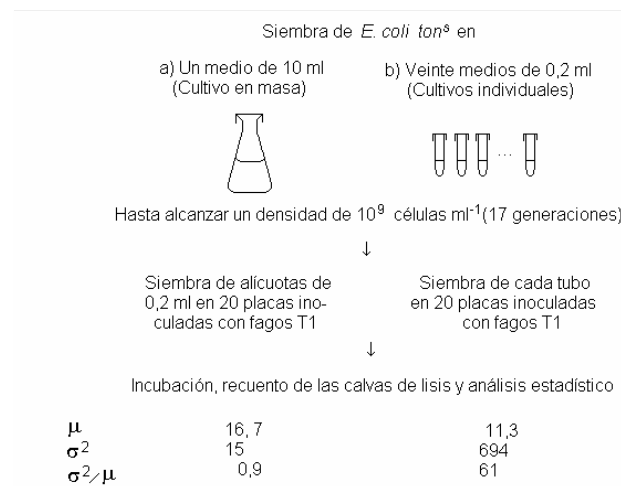 Siembra de E. coli tonˢ en
a) Un medio de 10 ml
(Cultivo en masa)
b) Veinte medios de 0,2 ml
(Cultivos individuales)
...
Hasta alcanzar un densidad de 10⁹ células ml⁻¹(17 generaciones)
↓
Siembra de alícuotas de
0,2 ml en 20 placas ino-
culadas con fagos T1
Siembra de cada tubo
en 20 placas inoculadas
con fagos T1
↓
Incubación, recuento de las calvas de lisis y análisis estadístico
μ 16, 7 11,3
σ² 15 694
σ²/μ 0,9 61